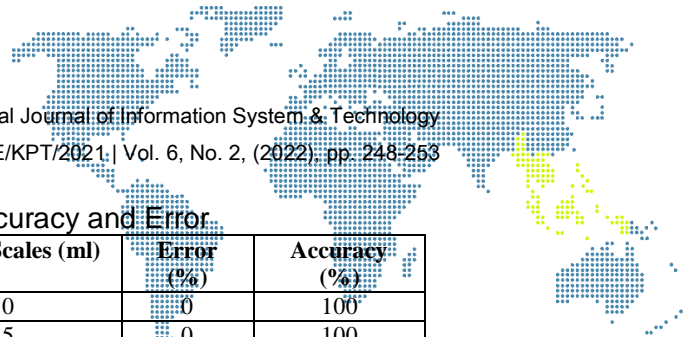 al Journal of Information System & Technology
E/KPT/2021 | Vol. 6, No. 2, (2022), pp. 248-253
curacy and Error
cales (ml) Error (%) Accuracy (%)
0 0 100
5 0 100